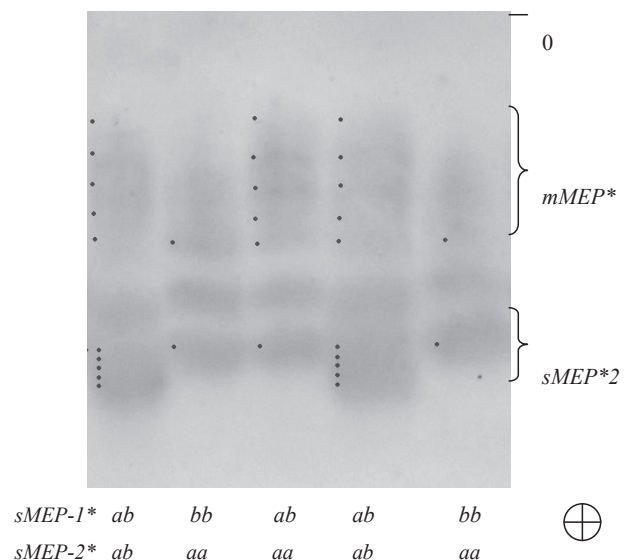 0
mMEP*
sMEP*2
sMEP-1* ab bb ab ab bb
sMEP-2* ab aa aa ab aa